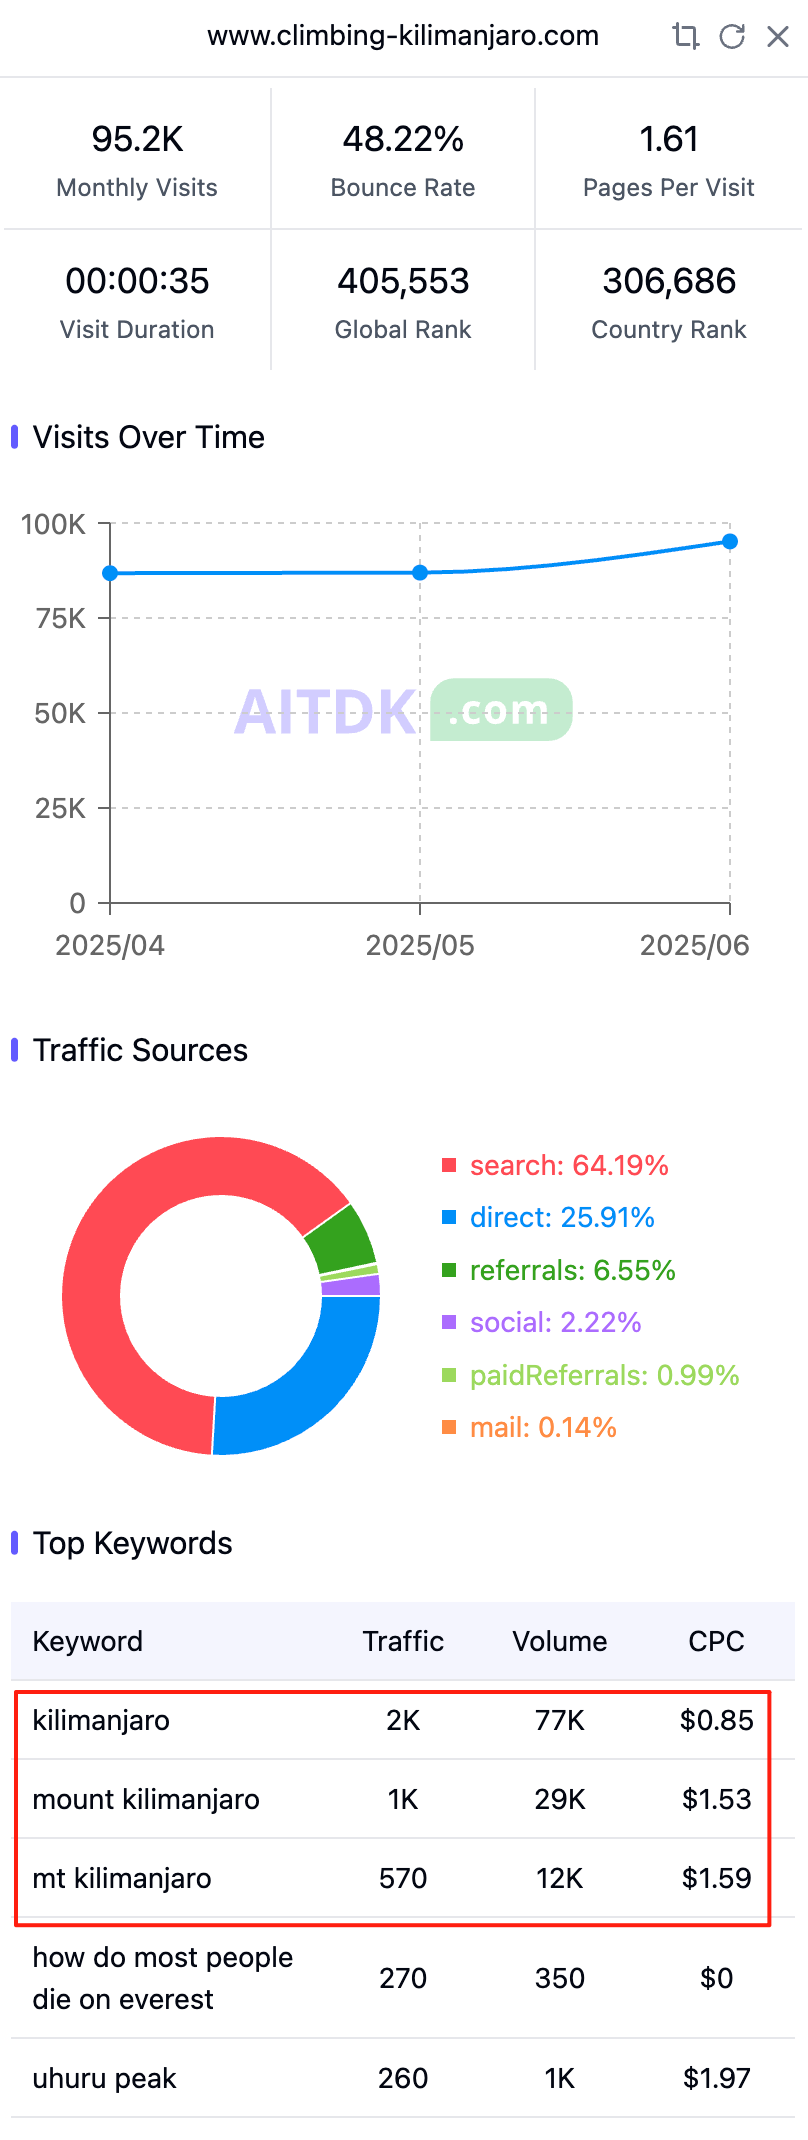 www.climbing-kilimanjaro.com
95.2K 48.22% 1.61
Monthly Visits Bounce Rate Pages Per Visit
00:00:35 405,553 306,686
Visit Duration Global Rank Country Rank
Visits Over Time
100K
75K
AITDK .com
50K
25K
0
2025/04 2025/05 2025/06
Traffic Sources
search: 64.19%
direct: 25.91%
referrals: 6.55%
social: 2.22%
paidReferrals: 0.99%
mail: 0.14%
Top Keywords
Keyword Traffic Volume CPC
kilimanjaro 2K 77K $0.85
mount kilimanjaro 1K 29K $1.53
mt kilimanjaro 570 12K $1.59
how do most people
die on everest 270 350 $0
uhuru peak 260 1K $1.97